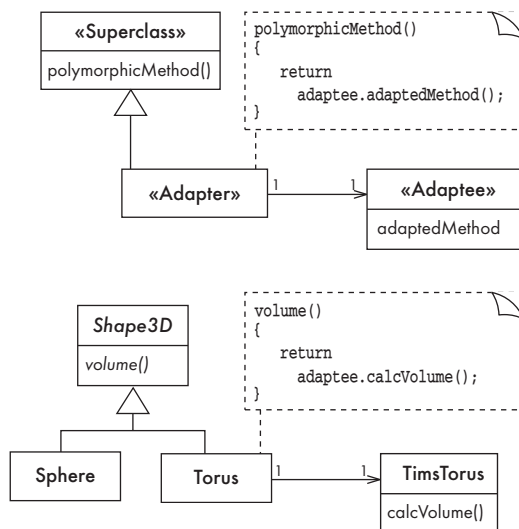 «Superclass»
polymorphicMethod()
polymorphicMethod()
{
return
adaptee.adaptedMethod();
}
«Adapter»
1
1
«Adaptee»
adaptedMethod
Shape3D
volume()
volume()
{
return
adaptee.calcVolume();
}
Sphere
Torus
1
1
TimsTorus
calcVolume()